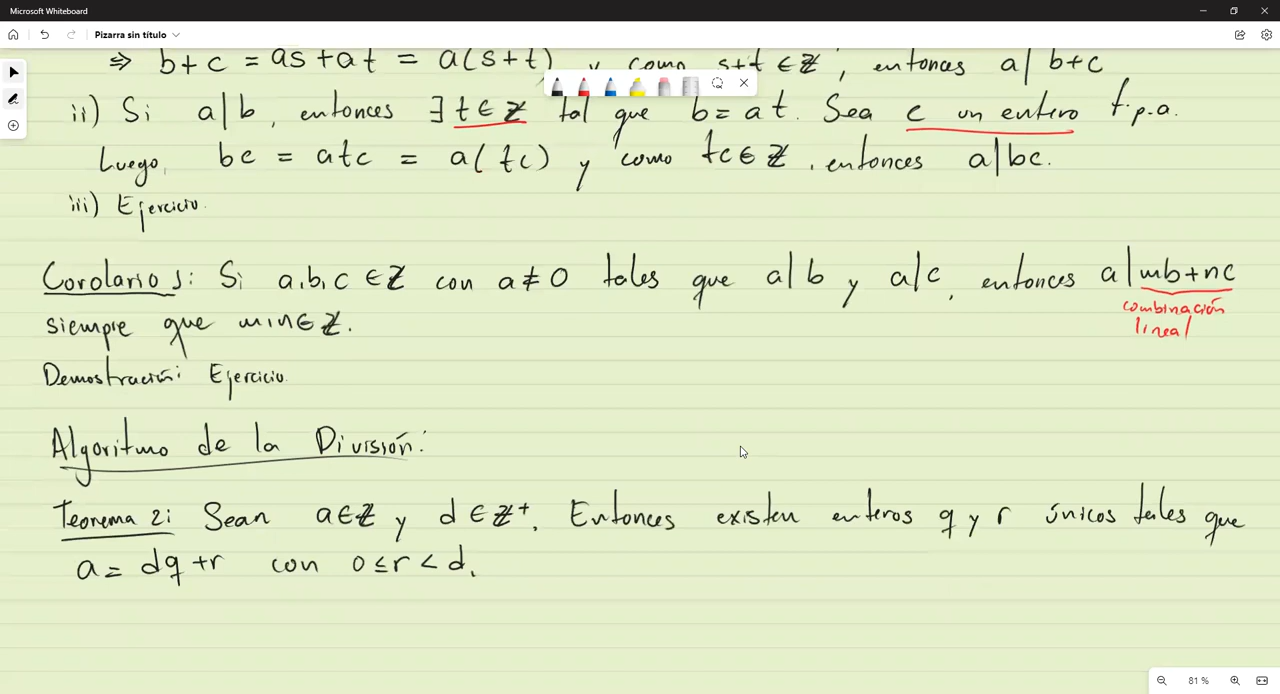 Microsoft Whiteboard
Pizarra sin título
⇒ b+c = as+at = a(s+t) y como s+t ∈ ℤ, entonces a|b+c
ii) Si a|b, entonces ∃ t ∈ ℤ tal que b = at. Sea c un entero t.p.a.
Luego, bc = atc = a(tc) y como tc ∈ ℤ, entonces a|bc.
iii) Ejercicio.
Corolario 1: Si a,b,c ∈ ℤ con a ≠ 0 tales que a|b y a|c, entonces a|mb+nc
combinación
lineal
siempre que m,n ∈ ℤ.
Demostración: Ejercicio.
Algoritmo de la División:
Teorema 2: Sean a ∈ ℤ y d ∈ ℤ+. Entonces existen enteros q y r únicos tales que
a = dq + r con 0 ≤ r < d.
81 %